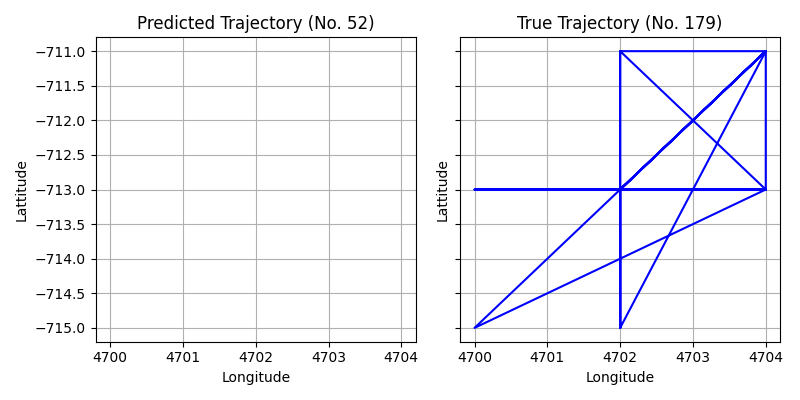 Predicted Trajectory (No. 52)
True Trajectory (No. 179)
Lattitude
−711.0
−711.5
−712.0
−712.5
−713.0
−713.5
−714.0
−714.5
−715.0
4700 4701 4702 4703 4704
Longitude
Lattitude
4700 4701 4702 4703 4704
Longitude